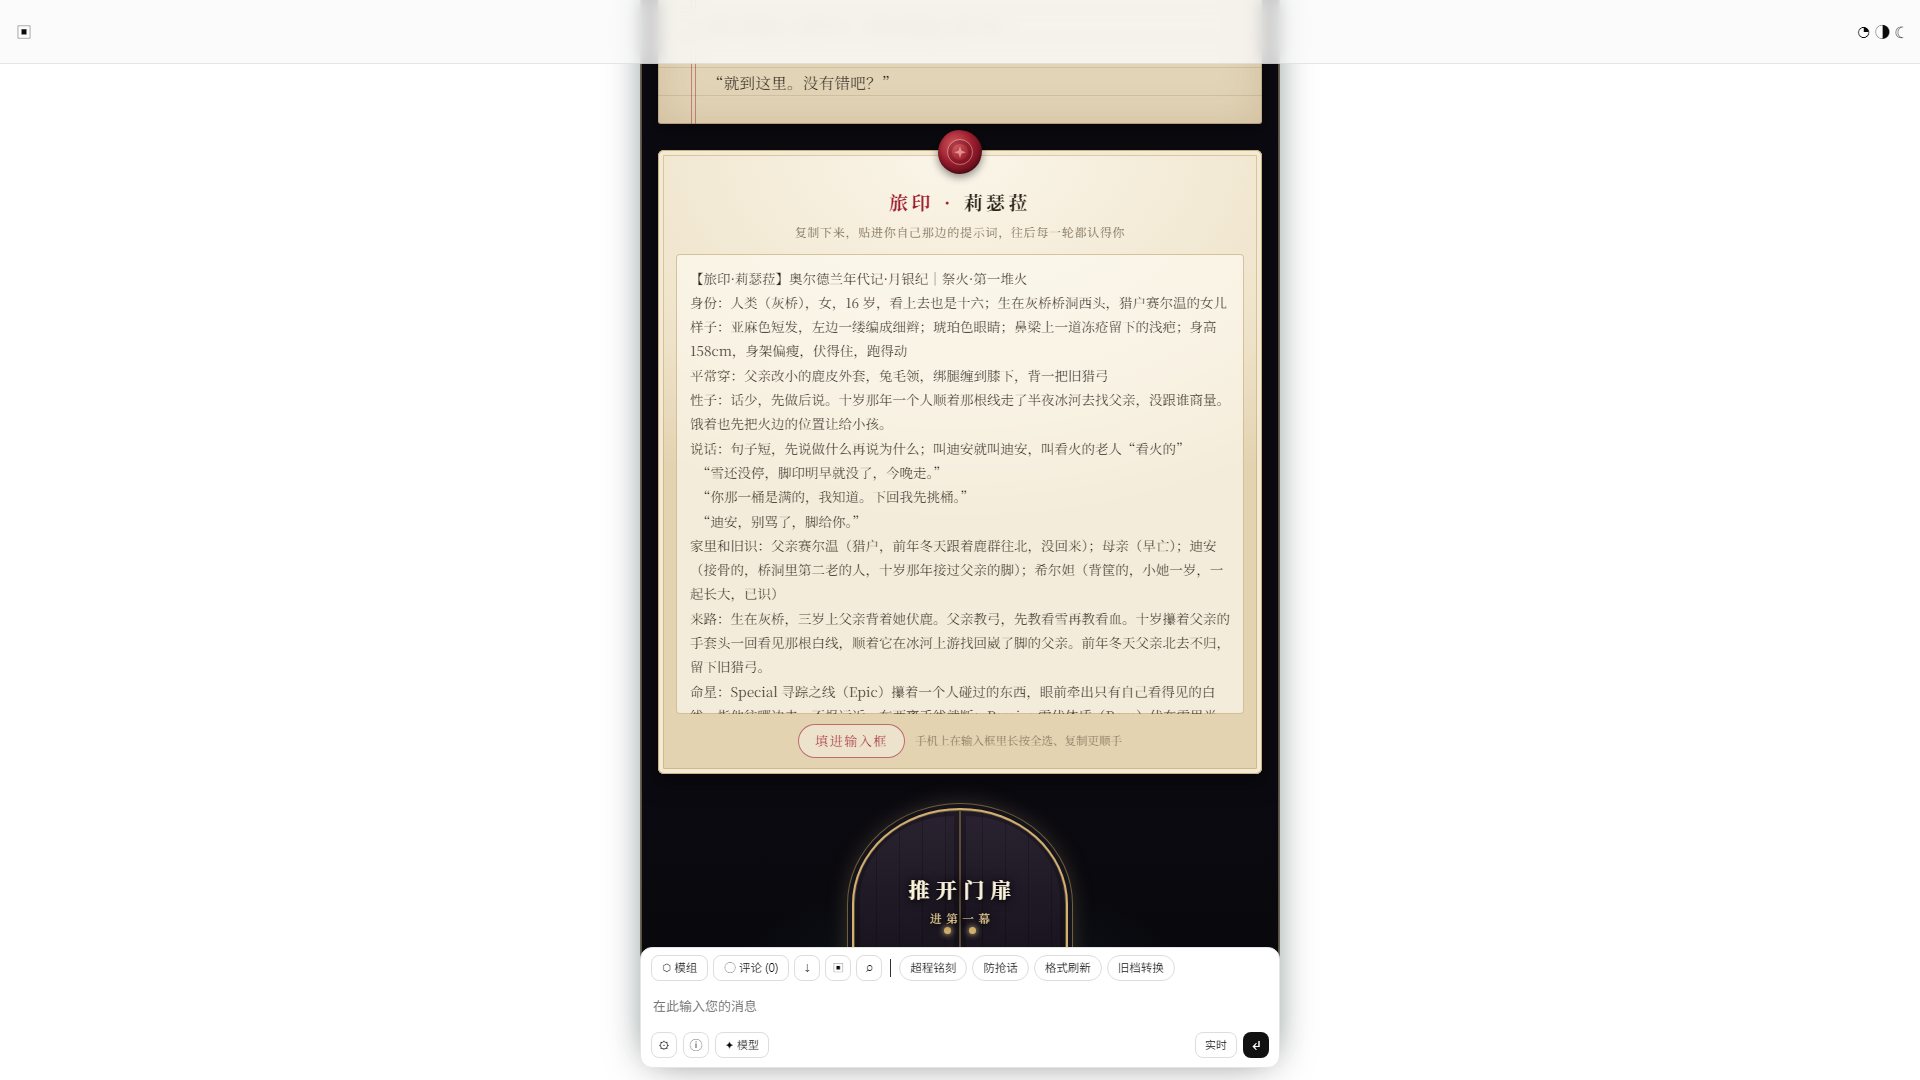 “就到这里。没有错吧？”
旅印 · 莉瑟菈
复制下来，贴进你自己那边的提示词，往后每一轮都认得你
【旅印·莉瑟菈】奥尔德兰年代记·月银纪｜祭火·第一堆火
身份：人类（灰桥），女，16 岁，看上去也是十六；生在灰桥桥洞西头，猎户赛尔温的女儿
样子：亚麻色短发，左边一缕编成细辫；琥珀色眼睛；鼻梁上一道冻疮留下的浅疤；身高
158cm，身架偏瘦，伏得住，跑得动
平常穿：父亲改小的鹿皮外套，兔毛领，绑腿缠到膝下，背一把旧猎弓
性子：话少，先做后说。十岁那年一个人顺着那根线走了半夜冰河去找父亲，没跟谁商量。
饿着也先把火边的位置让给小孩。
说话：句子短，先说做什么再说为什么；叫迪安就叫迪安，叫看火的老人“看火的”
“雪还没停，脚印明早就没了，今晚走。”
“你那一桶是满的，我知道。下回我先挑桶。”
“迪安，别骂了，脚给你。”
家里和旧识：父亲赛尔温（猎户，前年冬天跟着鹿群往北，没回来）；母亲（早亡）；迪安
（接骨的，桥洞里第二老的人，十岁那年接过父亲的脚）；希尔妲（背筐的，小她一岁，一
起长大，已识）
来路：生在灰桥，三岁上父亲背着她伏鹿。父亲教弓，先教看雪再教看血。十岁攥着父亲的
手套头一回看见那根白线，顺着它在冰河上游找回崴了脚的父亲。前年冬天父亲北去不归，
留下旧猎弓。
命星：Special 寻踪之线（Epic）攥着一个人碰过的东西，眼前牵出只有自己看得见的白
填进输入框
手机上在输入框里长按全选、复制更顺手
推开门扉
进第一幕
模组
评论 (0)
超程铭刻
防抢话
格式刷新
旧档转换
在此输入您的消息
模型
实时